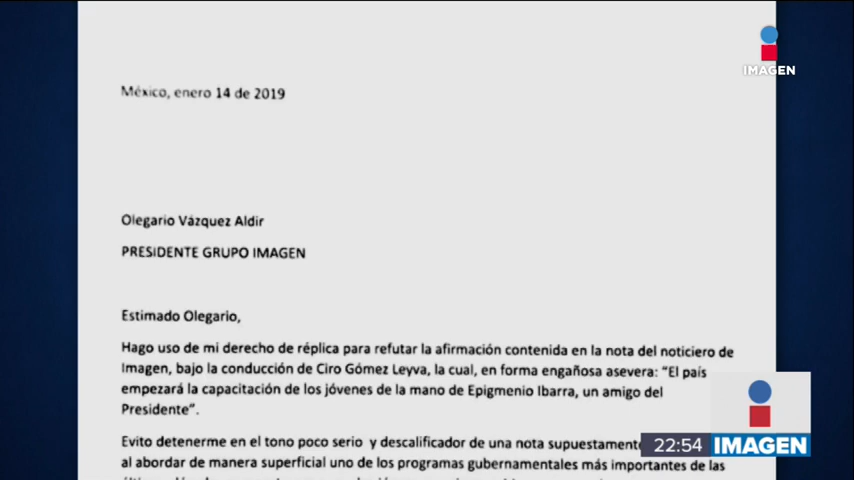 IMAGEN
México, enero 14 de 2019
Olegario Vázquez Aldir
PRESIDENTE GRUPO IMAGEN
Estimado Olegario,
Hago uso de mi derecho de réplica para refutar la afirmación contenida en la nota del noticiero de
Imagen, bajo la conducción de Ciro Gómez Leyva, la cual, en forma engañosa asevera: “El país
empezará la capacitación de los jóvenes de la mano de Epigmenio Ibarra, un amigo del
Presidente”.
Evito detenerme en el tono poco serio y descalificador de una nota supuestamente
al abordar de manera superficial uno de los programas gubernamentales más importantes de las
22:54 IMAGEN